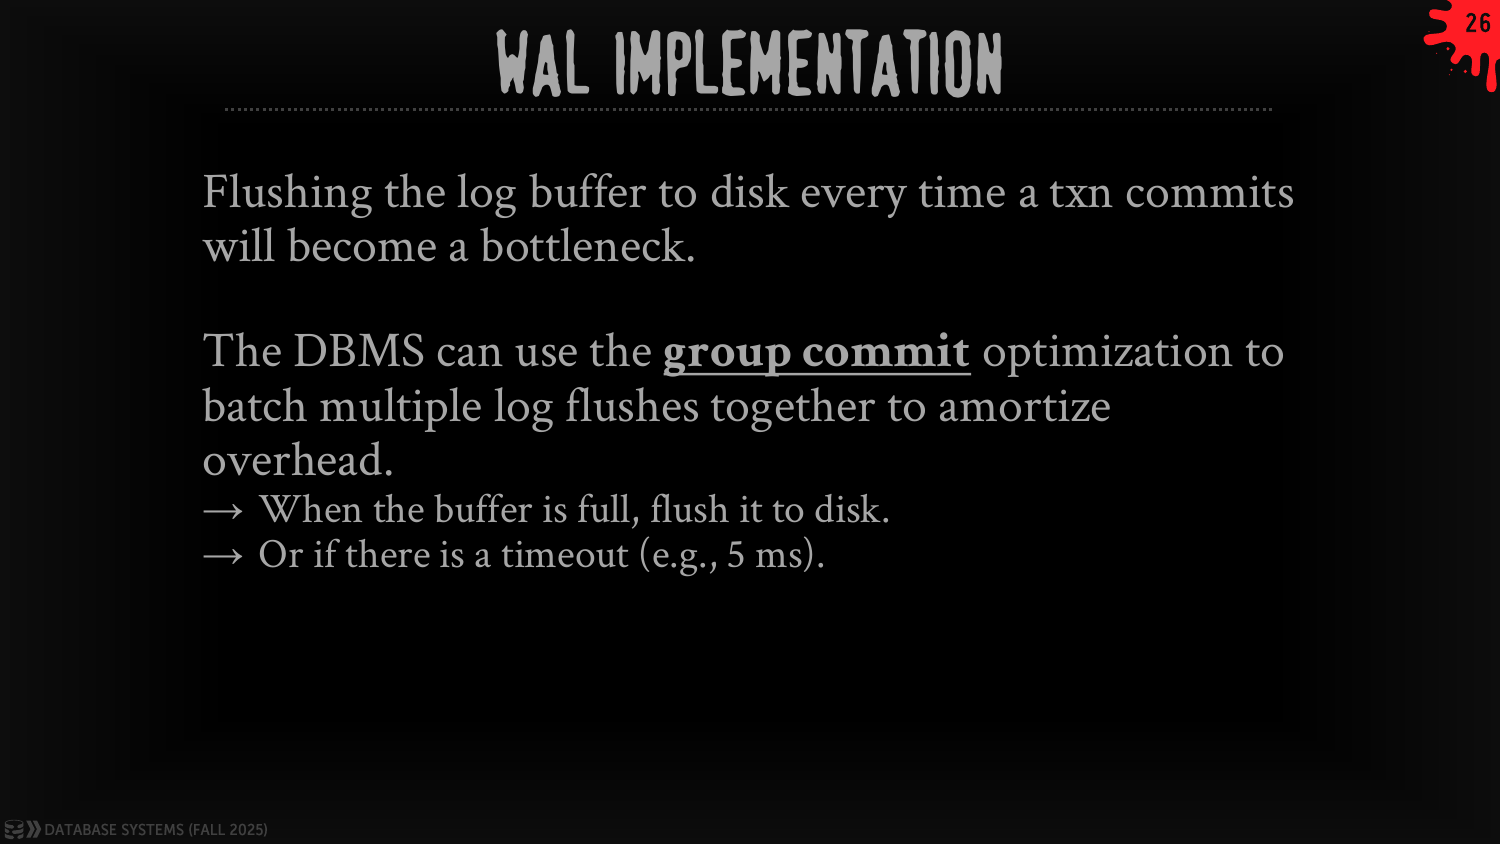 26
WAL IMPLEMENTATION
Flushing the log buffer to disk every time a txn commits
will become a bottleneck.
The DBMS can use the group commit optimization to
batch multiple log flushes together to amortize
overhead.
→ When the buffer is full, flush it to disk.
→ Or if there is a timeout (e.g., 5 ms).
DATABASE SYSTEMS (FALL 2025)